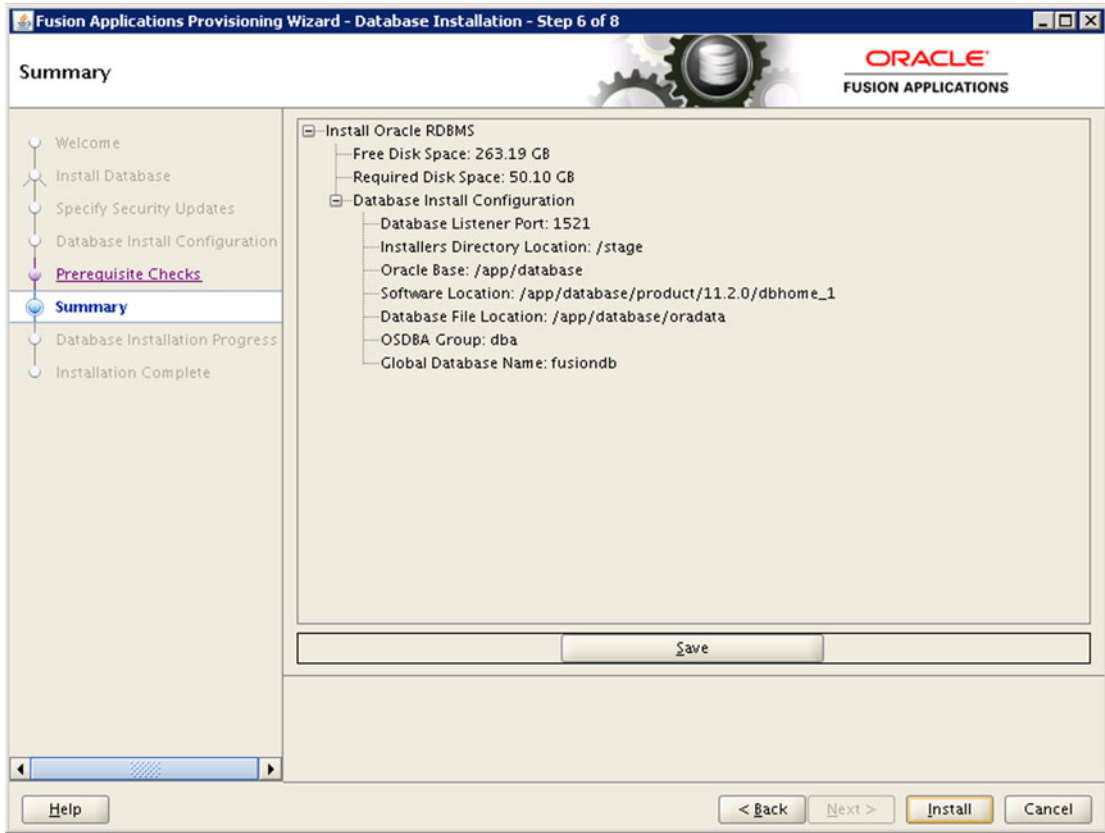 Fusion Applications Provisioning Wizard - Database Installation - Step 6 of 8
Summary
ORACLE®
FUSION APPLICATIONS
Welcome
Install Database
Specify Security Updates
Database Install Configuration
Prerequisite Checks
Summary
Database Installation Progress
Installation Complete
Install Oracle RDBMS
Free Disk Space: 263.19 GB
Required Disk Space: 50.10 GB
Database Install Configuration
Database Listener Port: 1521
Installers Directory Location: /stage
Oracle Base: /app/database
Software Location: /app/database/product/11.2.0/dbhome_1
Database File Location: /app/database/oradata
OSDBA Group: dba
Global Database Name: fusiondb
Save
Help
< Back
Next >
Install
Cancel